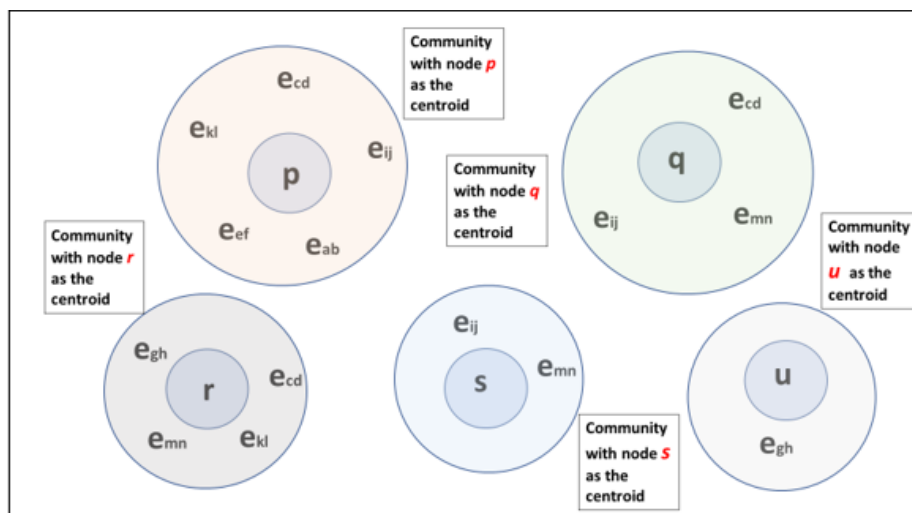 Community
with node p
as the
centroid
ecd
ekl
eij
p
eef
eab
Community
with node q
as the
centroid
ecd
q
eij
emn
Community
with node r
as the
centroid
Community
with node
u as the
centroid
egh
ecd
r
emn
ekl
eij
emn
s
Community
with node s
as the
centroid
u
egh